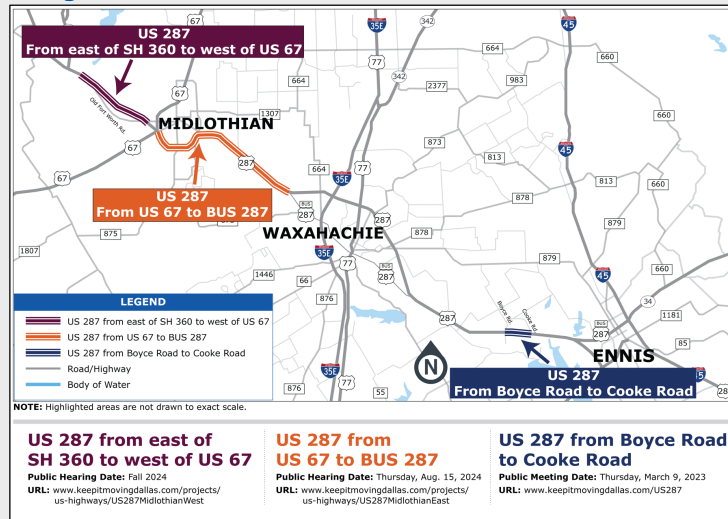 US 287
From east of SH 360 to west of US 67
67
Old Fort Worth Rd.
67
MIDLOTHIAN
1307
664
67
67
287
US 287
From US 67 to BUS 287
875
1807
INTERSTATE
35E
77
342
342
2377
664
983
INTERSTATE
45
660
660
873
813
INTERSTATE
45
813
660
664
INTERSTATE
35E
77
878
878
BUS
287
287
WAXAHACHIE
INTERSTATE
35E
77
878
879
879
BUS
287
1446
66
876
INTERSTATE
45
660
34
1181
85
287
Boyce Rd.
Cooke Rd.
BUS
287
ENNIS
N
US 287
From Boyce Road to Cooke Road
INTERSTATE
35E
77
876
55
LEGEND
US 287 from east of SH 360 to west of US 67
US 287 from US 67 to BUS 287
US 287 from Boyce Road to Cooke Road
Road/Highway
Body of Water
NOTE: Highlighted areas are not drawn to exact scale.
US 287 from east of
SH 360 to west of US 67
Public Hearing Date: Fall 2024
URL: www.keepitmovingdallas.com/projects/
us-highways/US287MidlothianWest
US 287 from
US 67 to BUS 287
Public Hearing Date: Thursday, Aug. 15, 2024
URL: www.keepitmovingdallas.com/projects/
us-highways/US287MidlothianEast
US 287 from Boyce Road
to Cooke Road
Public Meeting Date: Thursday, March 9, 2023
URL: www.keepitmovingdallas.com/US287